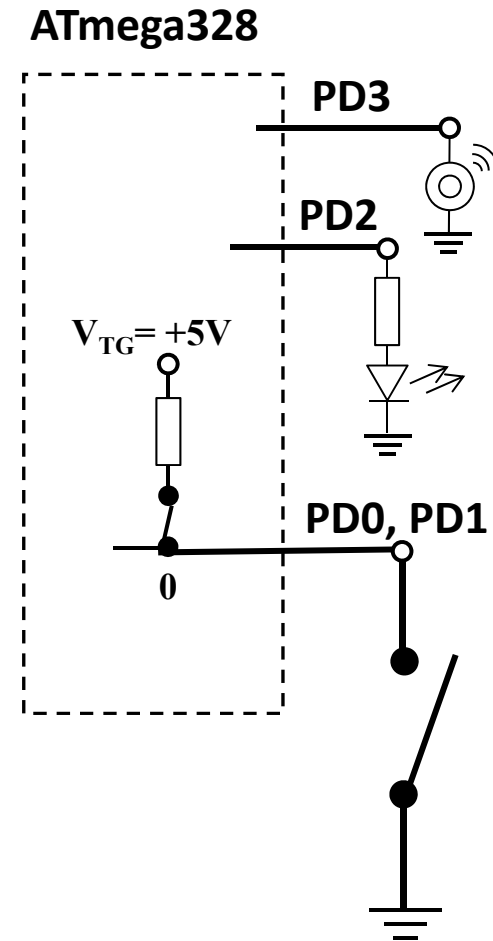 ATmega328
PD3
PD2
VTG= +5V
PD0, PD1
0